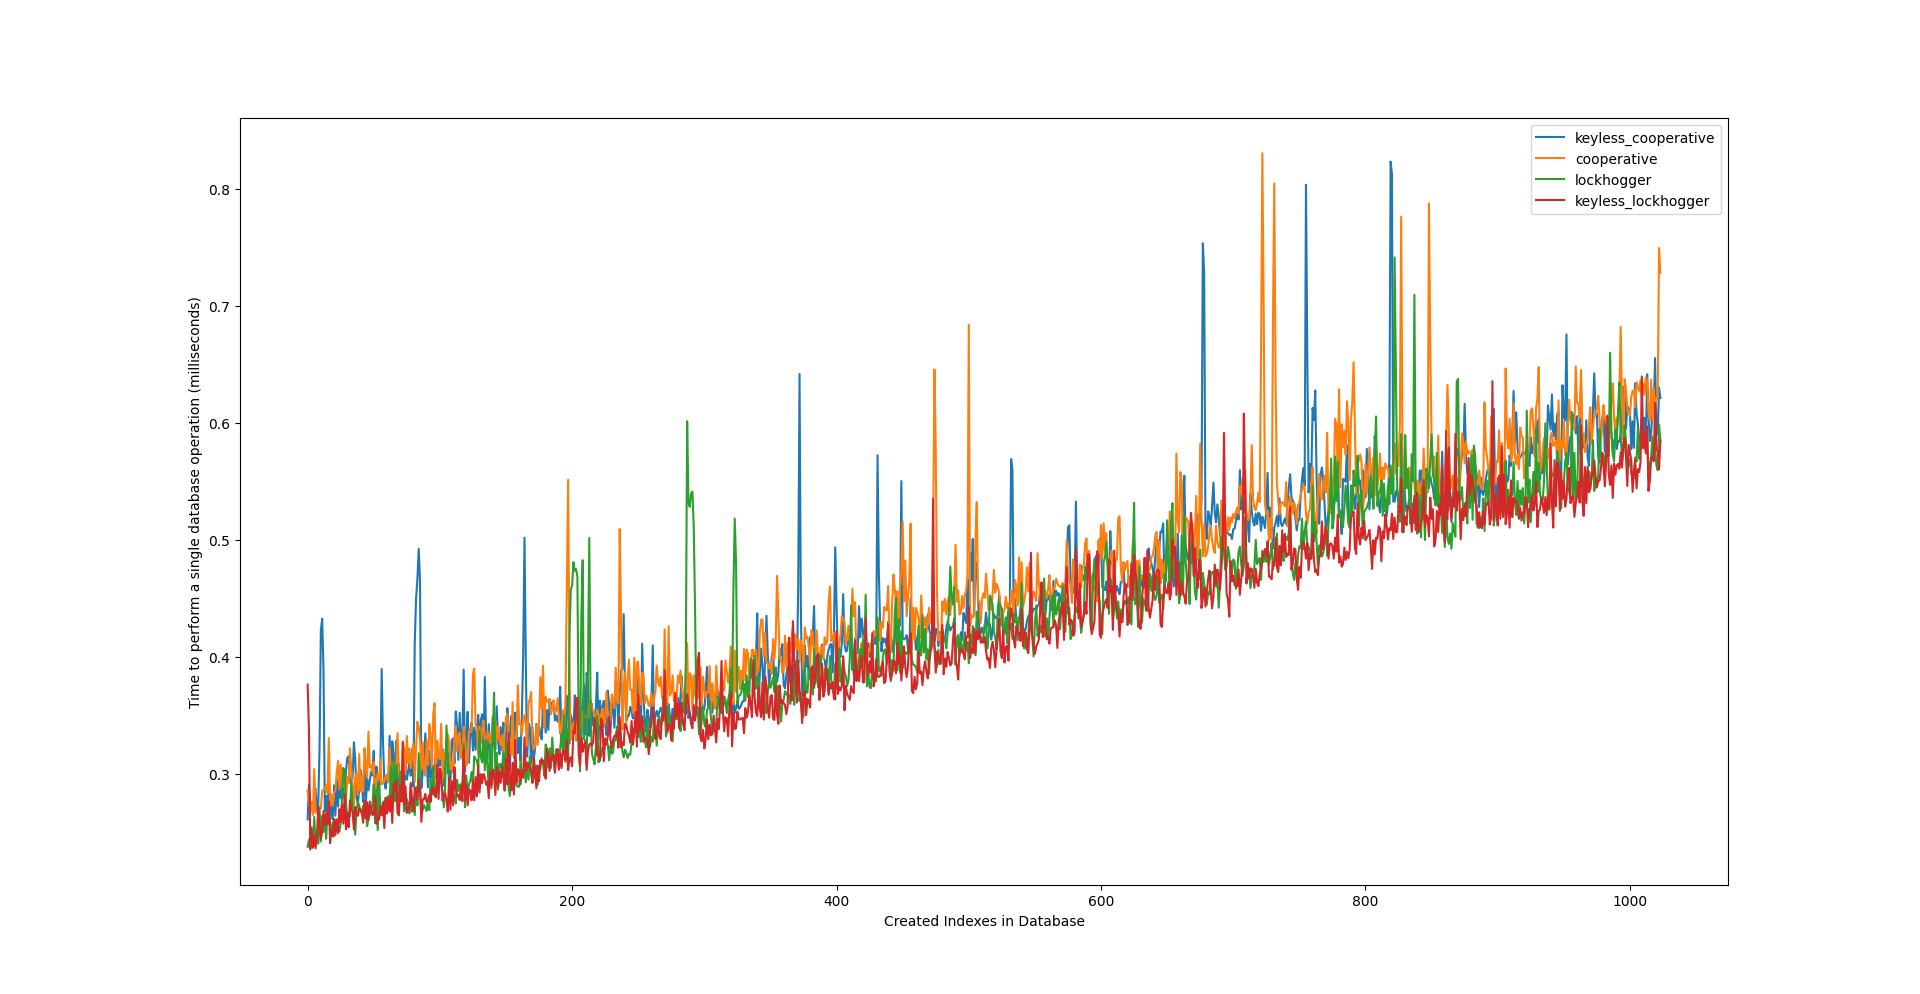 keyless_cooperative
cooperative
lockhogger
keyless_lockhogger
0.8
0.7
0.6
0.5
0.4
0.3
Time to perform a single database operation (milliseconds)
0 200 400 600 800 1000
Created Indexes in Database